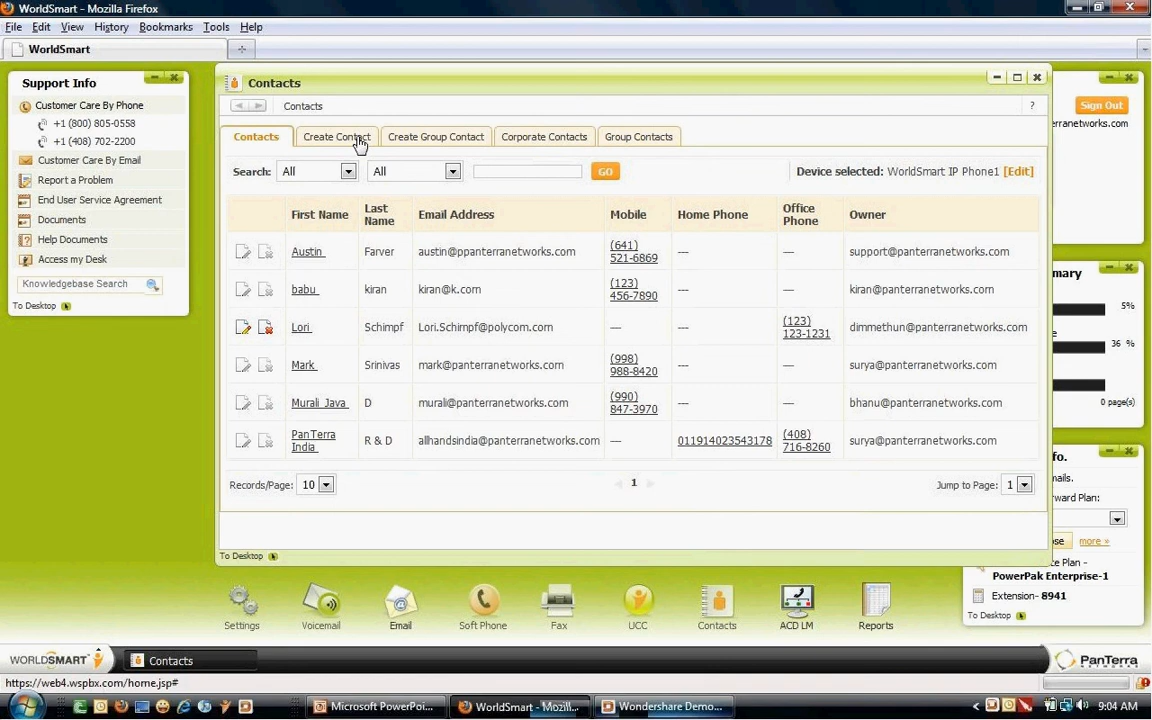 WorldSmart - Mozilla Firefox
File Edit View History Bookmarks Tools Help
WorldSmart
Support Info
Customer Care By Phone
+1 (800) 805-0558
+1 (408) 702-2200
Customer Care By Email
Report a Problem
End User Service Agreement
Documents
Help Documents
Access my Desk
Knowledgebase Search
To Desktop
Contacts
Contacts ?
Contacts Create Contact Create Group Contact Corporate Contacts Group Contacts
Search: All All GO Device selected: WorldSmart IP Phone1 [Edit]
First Name Last Name Email Address Mobile Home Phone Office Phone Owner
Austin Farver austin@ppanterranetworks.com (641) 521-6869 --- --- support@panterranetworks.com
babu kiran kiran@k.com (123) 456-7890 --- --- kiran@panterranetworks.com
Lori Schimpf Lori.Schimpf@polycom.com --- --- (123) 123-1231 dimmethun@panterranetworks.com
Mark Srinivas mark@panterranetworks.com (998) 988-8420 --- --- surya@panterranetworks.com
Murali Java D murali@panterranetworks.com (990) 847-3970 --- --- bhanu@panterranetworks.com
PanTerra India R & D allhandsindia@panterranetworks.com --- 011914023543178 (408) 716-8260 surya@panterranetworks.com
Records/Page: 10 1 Jump to Page: 1
To Desktop
Sign Out
rranetworks.com
mary
5%
36 %
0 page(s)
fo.
nails.
ward Plan:
ose more »
te Plan -
PowerPak Enterprise-1
Extension- 8941
To Desktop
Settings Voicemail Email Soft Phone Fax UCC Contacts ACD LM Reports
WORLDSMART Contacts PanTerra
NETWORKS
https://web4.wspbx.com/home.jsp#
Microsoft PowerPoi... WorldSmart - Mozill... Wondershare Demo... 9:04 AM